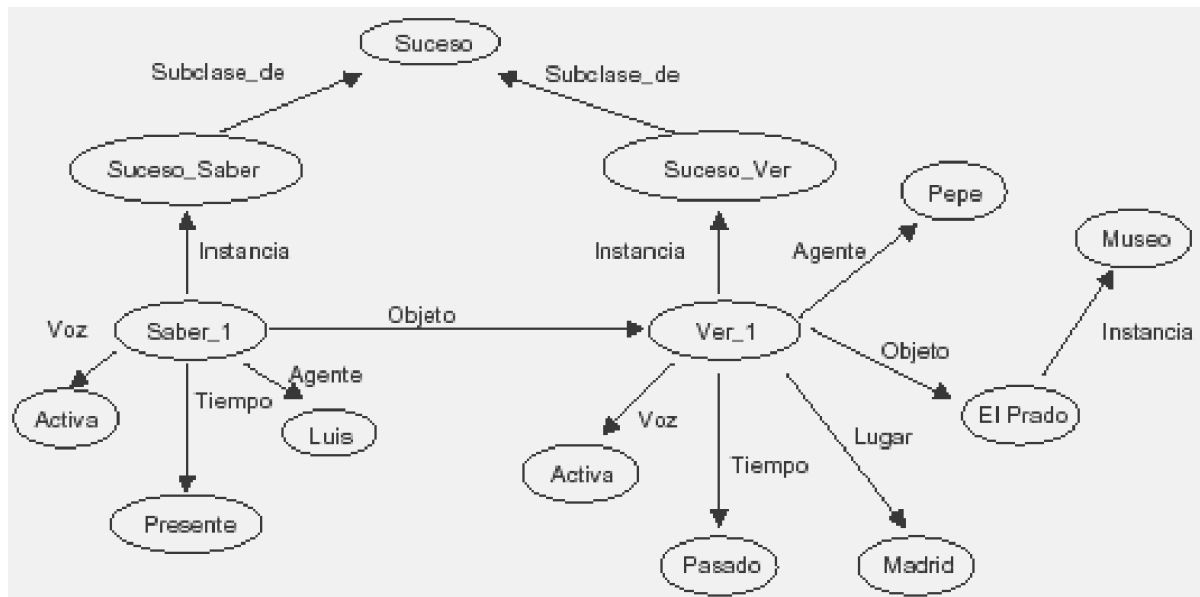 Suceso
Subclase_de
Subclase_de
Suceso_Saber
Suceso_Ver
Pepe
Museo
Instancia
Instancia
Agente
Voz
Saber_1
Objeto
Ver_1
Instancia
Objeto
Agente
Activa
Tiempo
Luis
Voz
Lugar
El Prado
Activa
Tiempo
Presente
Pasado
Madrid